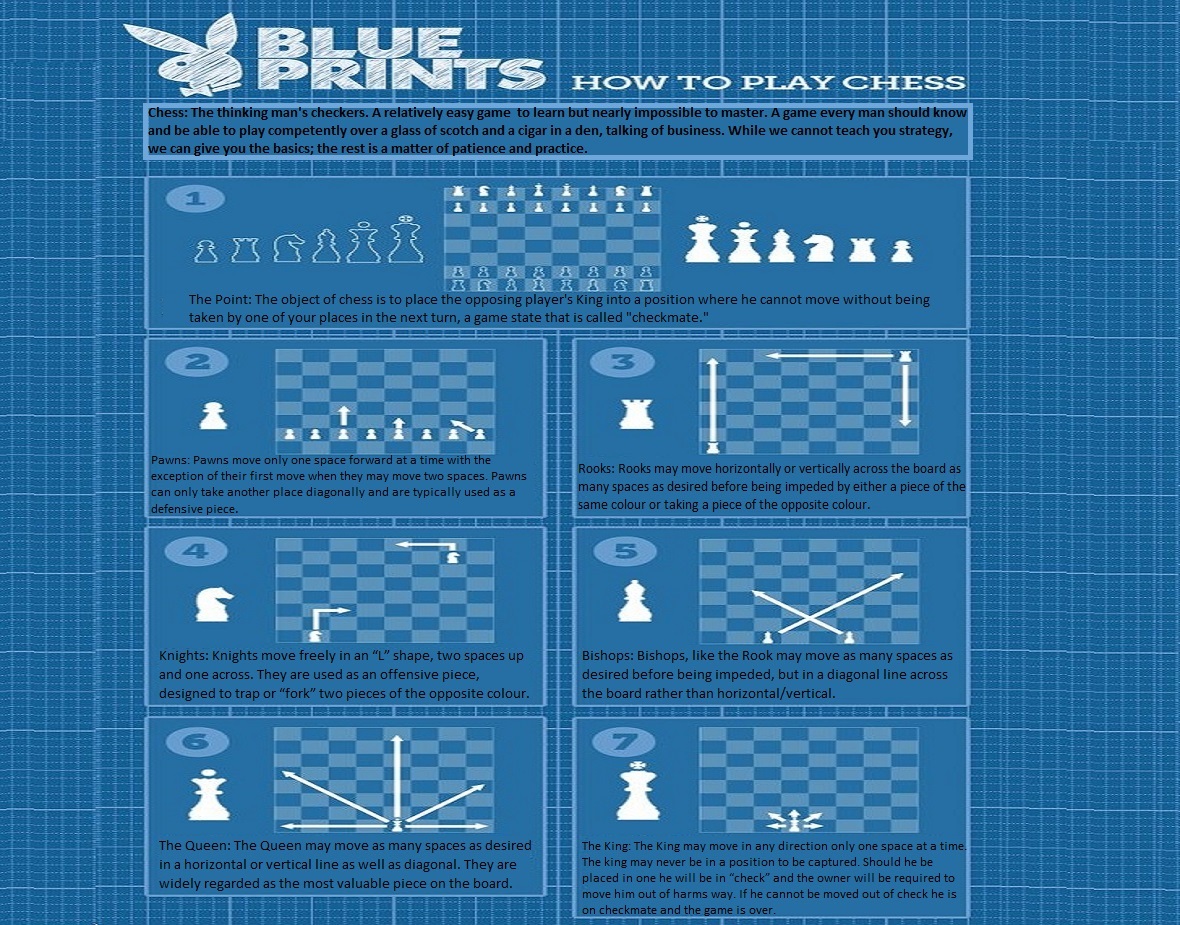 BLUE
PRINTS
HOW TO PLAY CHESS
Chess: The thinking man's checkers. A relatively easy game to learn but nearly impossible to master. A game every man should know
and be able to play competently over a glass of scotch and a cigar in a den, talking of business. While we cannot teach you strategy,
we can give you the basics; the rest is a matter of patience and practice.
1
The Point: The object of chess is to place the opposing player's King into a position where he cannot move without being
taken by one of your places in the next turn, a game state that is called "checkmate."
2
Pawns: Pawns move only one space forward at a time with the
exception of their first move when they may move two spaces. Pawns
can only take another place diagonally and are typically used as a
defensive piece.
3
Rooks: Rooks may move horizontally or vertically across the board as
many spaces as desired before being impeded by either a piece of the
same colour or taking a piece of the opposite colour.
4
Knights: Knights move freely in an “L” shape, two spaces up
and one across. They are used as an offensive piece,
designed to trap or “fork” two pieces of the opposite colour.
5
Bishops: Bishops, like the Rook may move as many spaces as
desired before being impeded, but in a diagonal line across
the board rather than horizontal/vertical.
6
The Queen: The Queen may move as many spaces as desired
in a horizontal or vertical line as well as diagonal. They are
widely regarded as the most valuable piece on the board.
7
The King: The King may move in any direction only one space at a time.
The king may never be in a position to be captured. Should he be
placed in one he will be in “check” and the owner will be required to
move him out of harms way. If he cannot be moved out of check he is
on checkmate and the game is over.